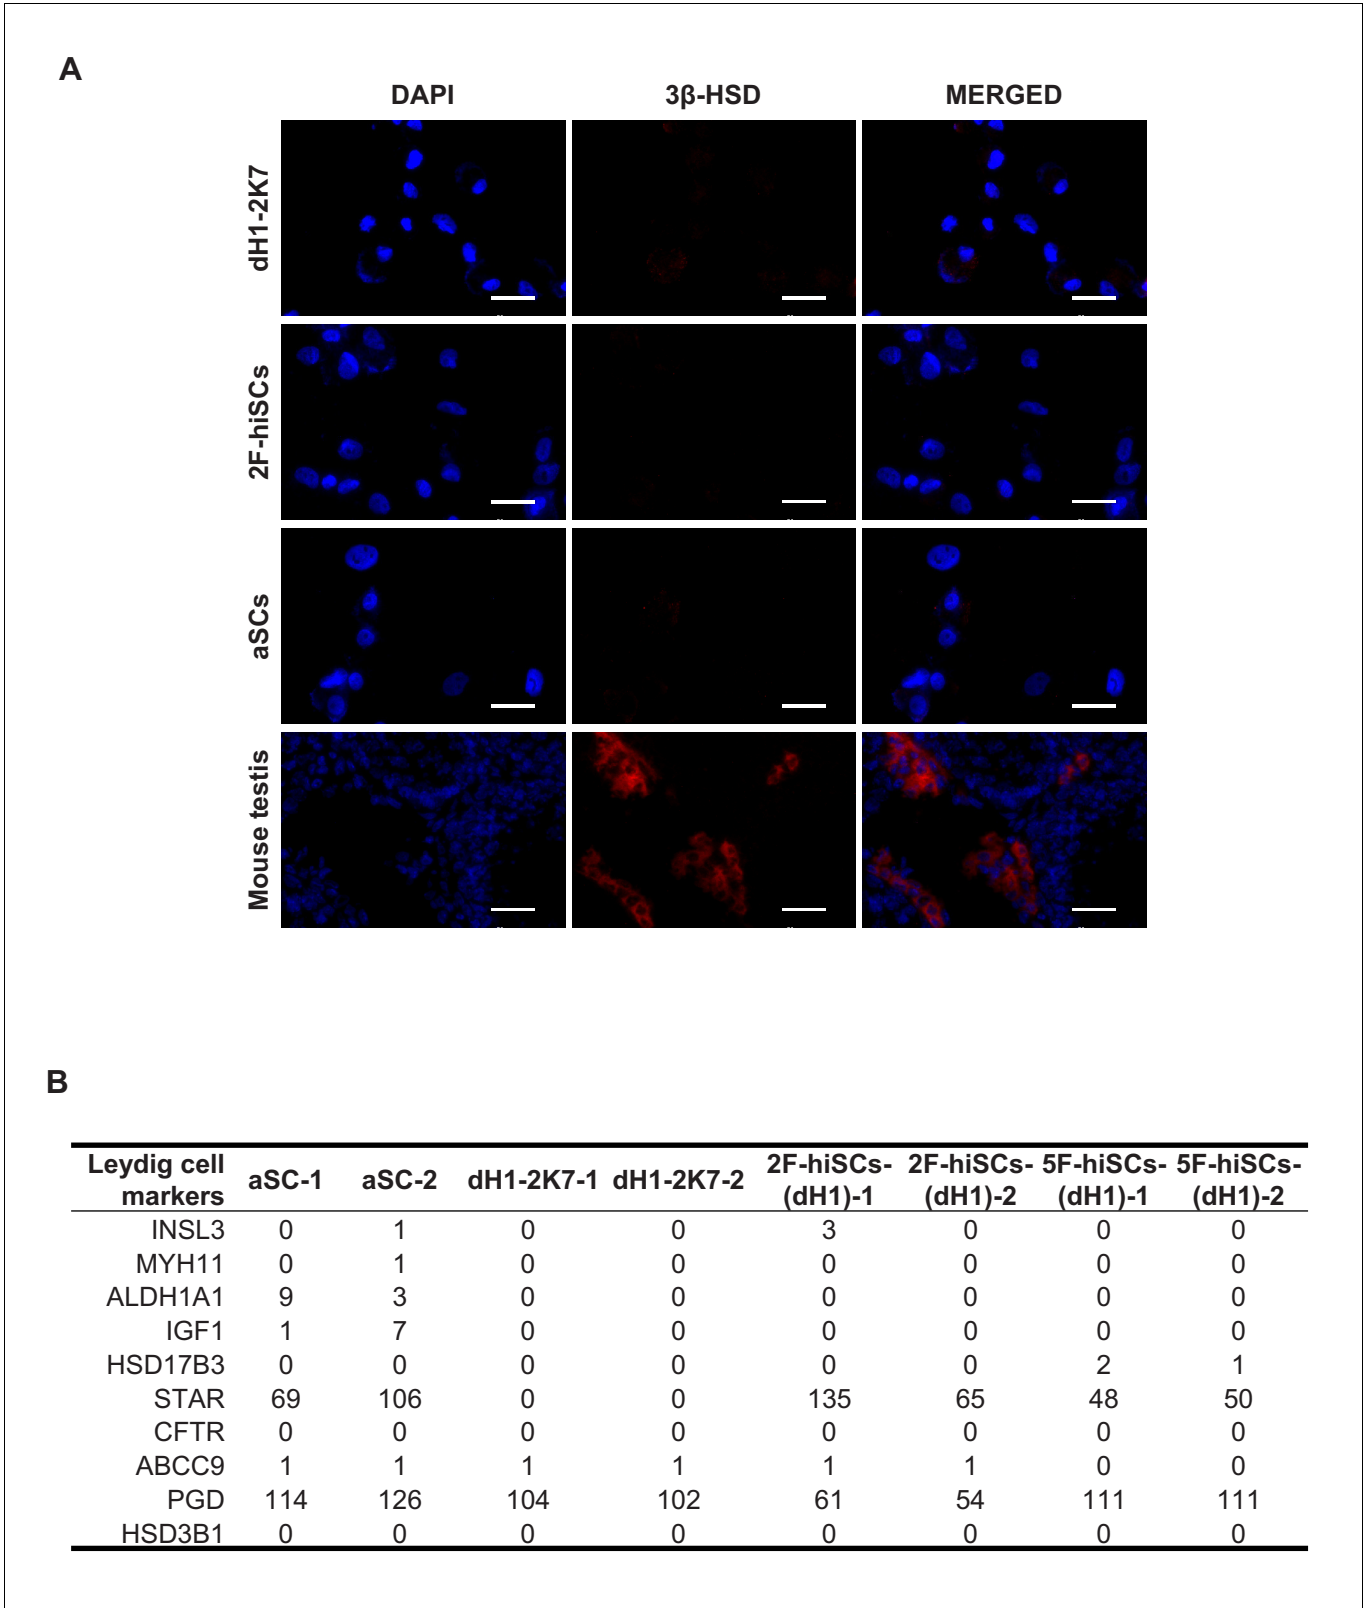 A
DAPI 3β-HSD MERGED
dH1-2K7
2F-hiSCs
aSCs
Mouse testis
B
Leydig cell markers aSC-1 aSC-2 dH1-2K7-1 dH1-2K7-2 2F-hiSCs-(dH1)-1 2F-hiSCs-(dH1)-2 5F-hiSCs-(dH1)-1 5F-hiSCs-(dH1)-2
INSL3 0 1 0 0 3 0 0 0
MYH11 0 1 0 0 0 0 0 0
ALDH1A1 9 3 0 0 0 0 0 0
IGF1 1 7 0 0 0 0 0 0
HSD17B3 0 0 0 0 0 0 2 1
STAR 69 106 0 0 135 65 48 50
CFTR 0 0 0 0 0 0 0 0
ABCC9 1 1 1 1 1 1 0 0
PGD 114 126 104 102 61 54 111 111
HSD3B1 0 0 0 0 0 0 0 0